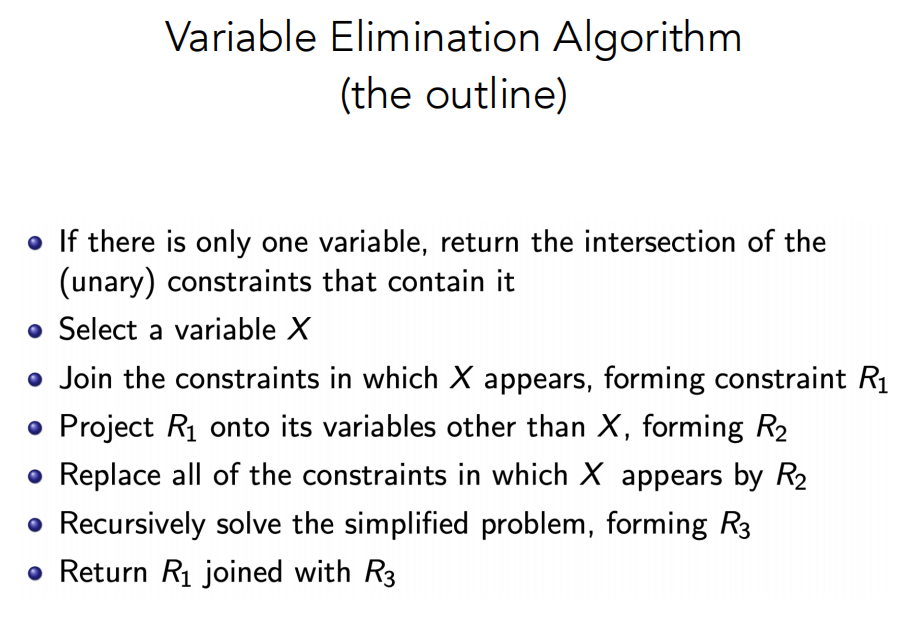 Variable Elimination Algorithm
(the outline)
If there is only one variable, return the intersection of the
(unary) constraints that contain it
Select a variable X
Join the constraints in which X appears, forming constraint R₁
Project R₁ onto its variables other than X, forming R₂
Replace all of the constraints in which X appears by R₂
Recursively solve the simplified problem, forming R₃
Return R₁ joined with R₃